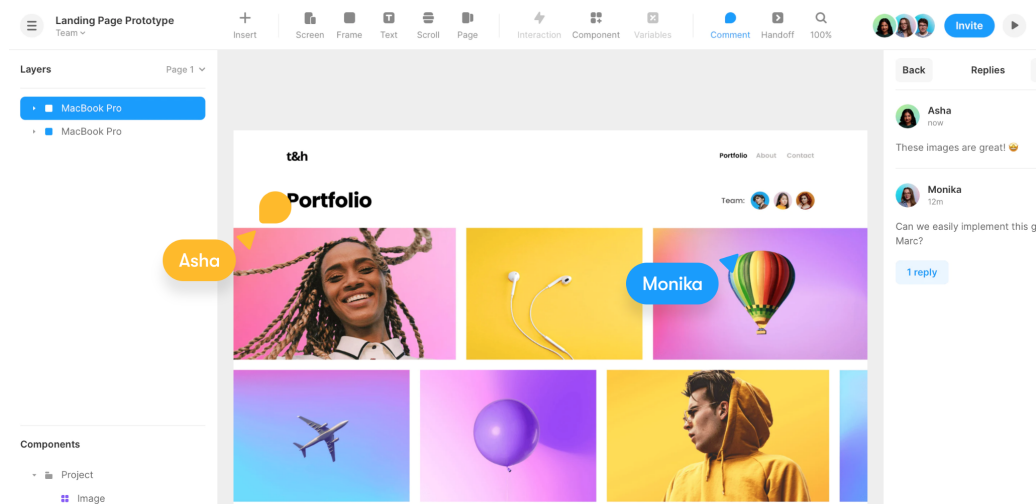 Landing Page Prototype
Team
Insert
Screen
Frame
Text
Scroll
Page
Interaction
Component
Variables
Comment
Handoff
100%
Invite
Layers
Page 1
MacBook Pro
MacBook Pro
Components
Project
Image
t&h
Portfolio
About
Contact
Portfolio
Team:
Asha
Monika
Back
Replies
Asha
now
These images are great! 🤩
Monika
12m
Can we easily implement this g
Marc?
1 reply